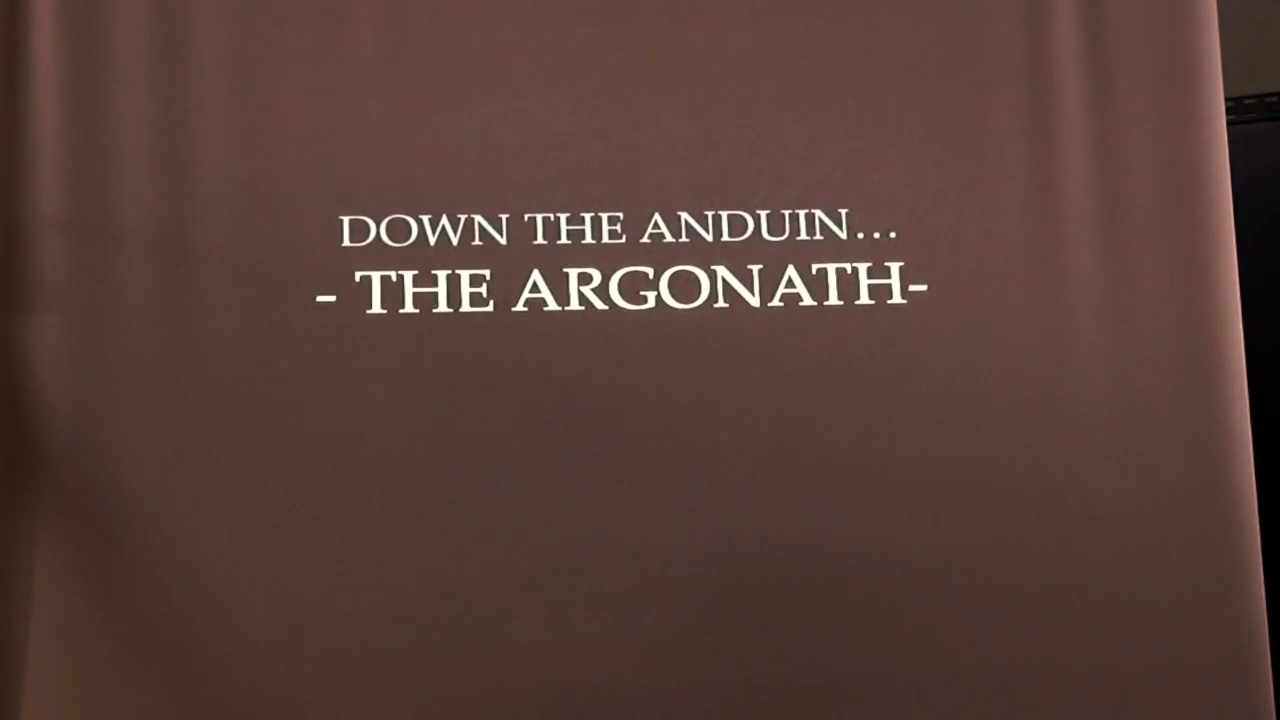 DOWN THE ANDUIN...
- THE ARGONATH-